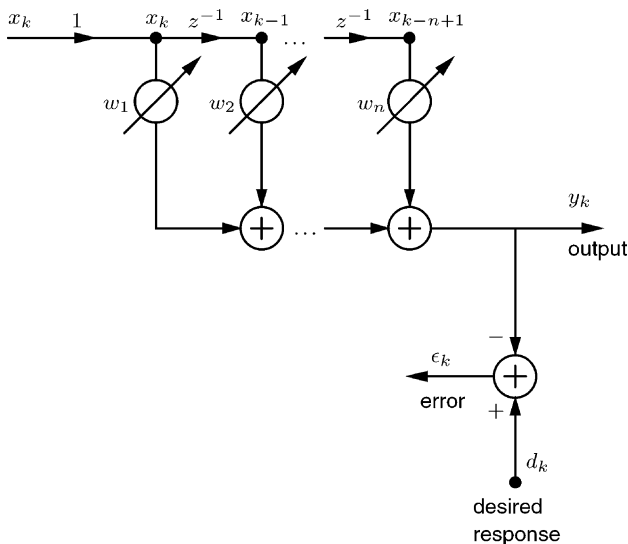 x_k 1 x_k z^{-1} x_{k-1} ... z^{-1} x_{k-n+1}
w_1 w_2 w_n
+ ... +
y_k
output
−
ϵ_k
+
error
+
d_k
desired
response